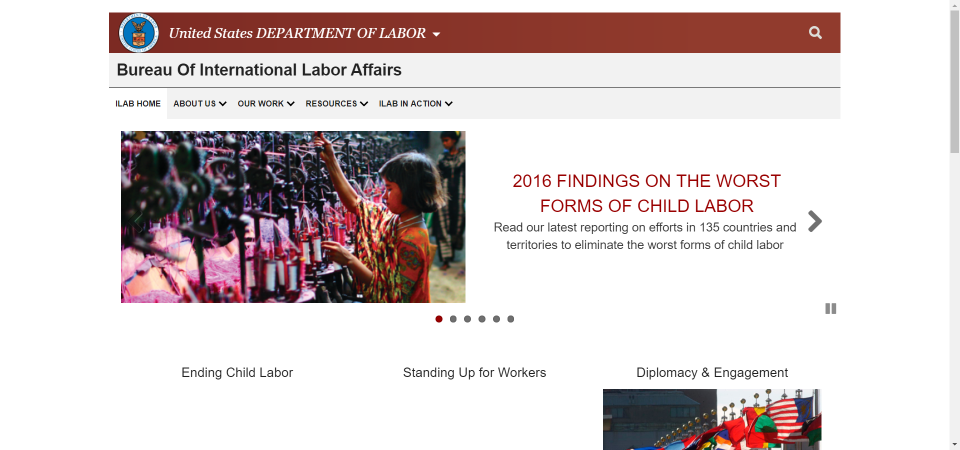 United States DEPARTMENT OF LABOR
Bureau Of International Labor Affairs
ILAB HOME ABOUT US OUR WORK RESOURCES ILAB IN ACTION
2016 FINDINGS ON THE WORST
FORMS OF CHILD LABOR
Read our latest reporting on efforts in 135 countries and
territories to eliminate the worst forms of child labor
Ending Child Labor
Standing Up for Workers
Diplomacy & Engagement